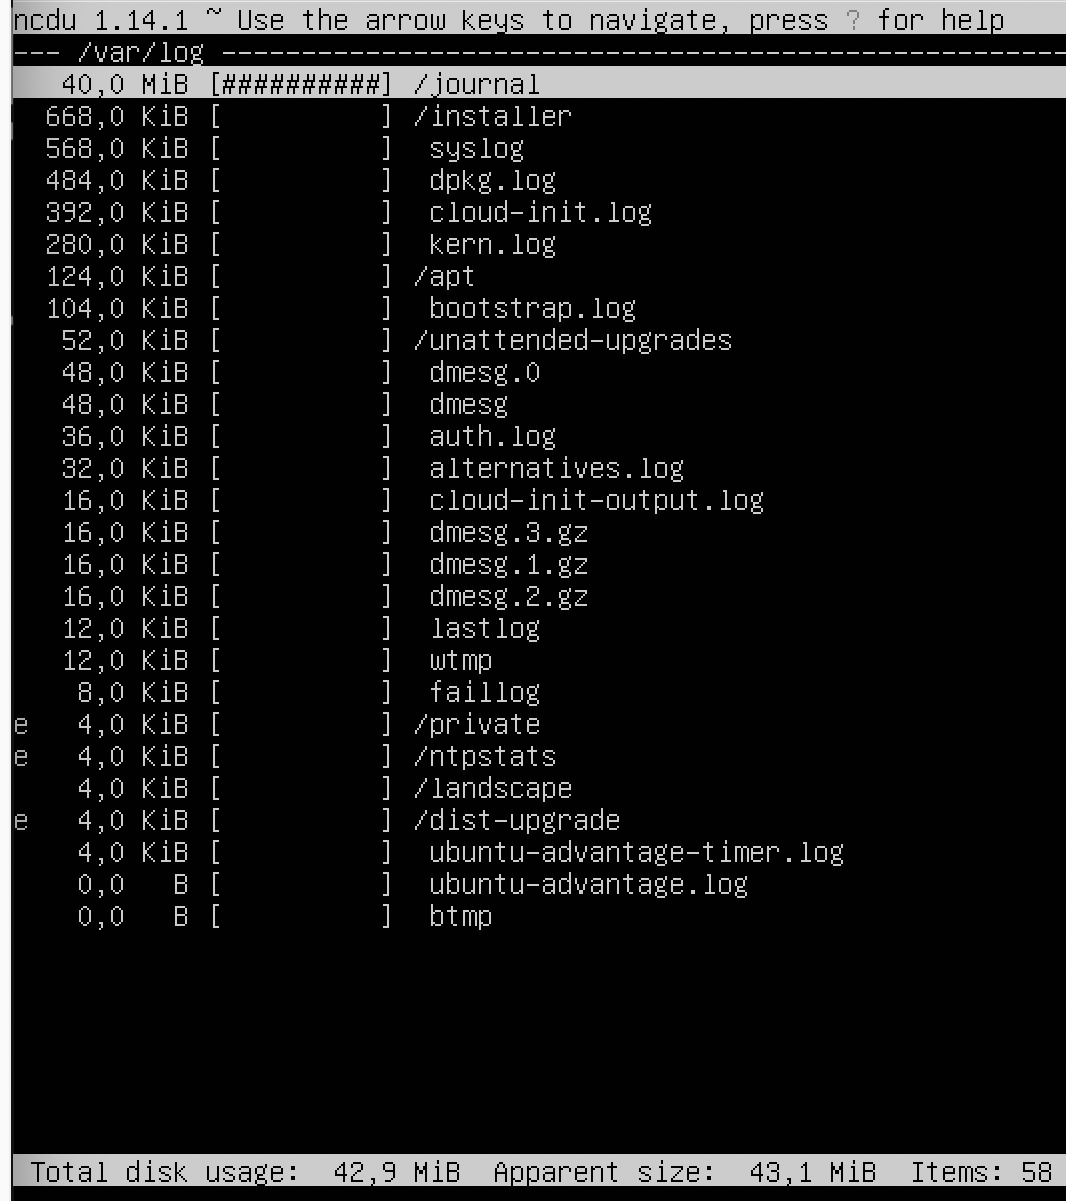 ncdu 1.14.1 ~ Use the arrow keys to navigate, press ? for help
--- /var/log -----------------------------------------------------
40,0 MiB [##########] /journal
668,0 KiB [          ] /installer
568,0 KiB [          ]  syslog
484,0 KiB [          ]  dpkg.log
392,0 KiB [          ]  cloud-init.log
280,0 KiB [          ]  kern.log
124,0 KiB [          ] /apt
104,0 KiB [          ]  bootstrap.log
52,0 KiB [          ] /unattended-upgrades
48,0 KiB [          ]  dmesg.0
48,0 KiB [          ]  dmesg
36,0 KiB [          ]  auth.log
32,0 KiB [          ]  alternatives.log
16,0 KiB [          ]  cloud-init-output.log
16,0 KiB [          ]  dmesg.3.gz
16,0 KiB [          ]  dmesg.1.gz
16,0 KiB [          ]  dmesg.2.gz
12,0 KiB [          ]  lastlog
12,0 KiB [          ]  wtmp
8,0 KiB [          ]  faillog
e 4,0 KiB [          ] /private
e 4,0 KiB [          ] /ntpstats
4,0 KiB [          ] /landscape
e 4,0 KiB [          ] /dist-upgrade
4,0 KiB [          ]  ubuntu-advantage-timer.log
0,0   B [          ]  ubuntu-advantage.log
0,0   B [          ]  btmp
Total disk usage:  42,9 MiB  Apparent size:  43,1 MiB  Items: 58